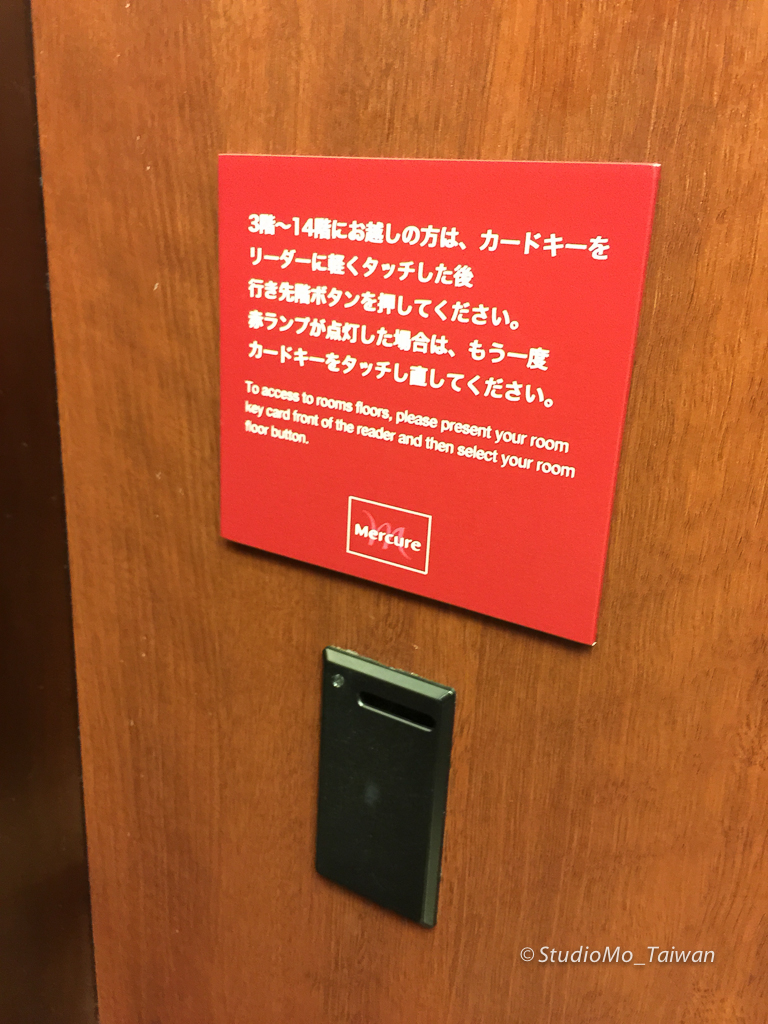 3階〜14階にお越しの方は、カードキーを
リーダーに軽くタッチした後
行き先階ボタンを押してください。
赤ランプが点灯した場合は、もう一度
カードキーをタッチし直してください。
To access to rooms floors, please present your room
key card front of the reader and then select your room
floor button.
Mercure
© StudioMo_Taiwan